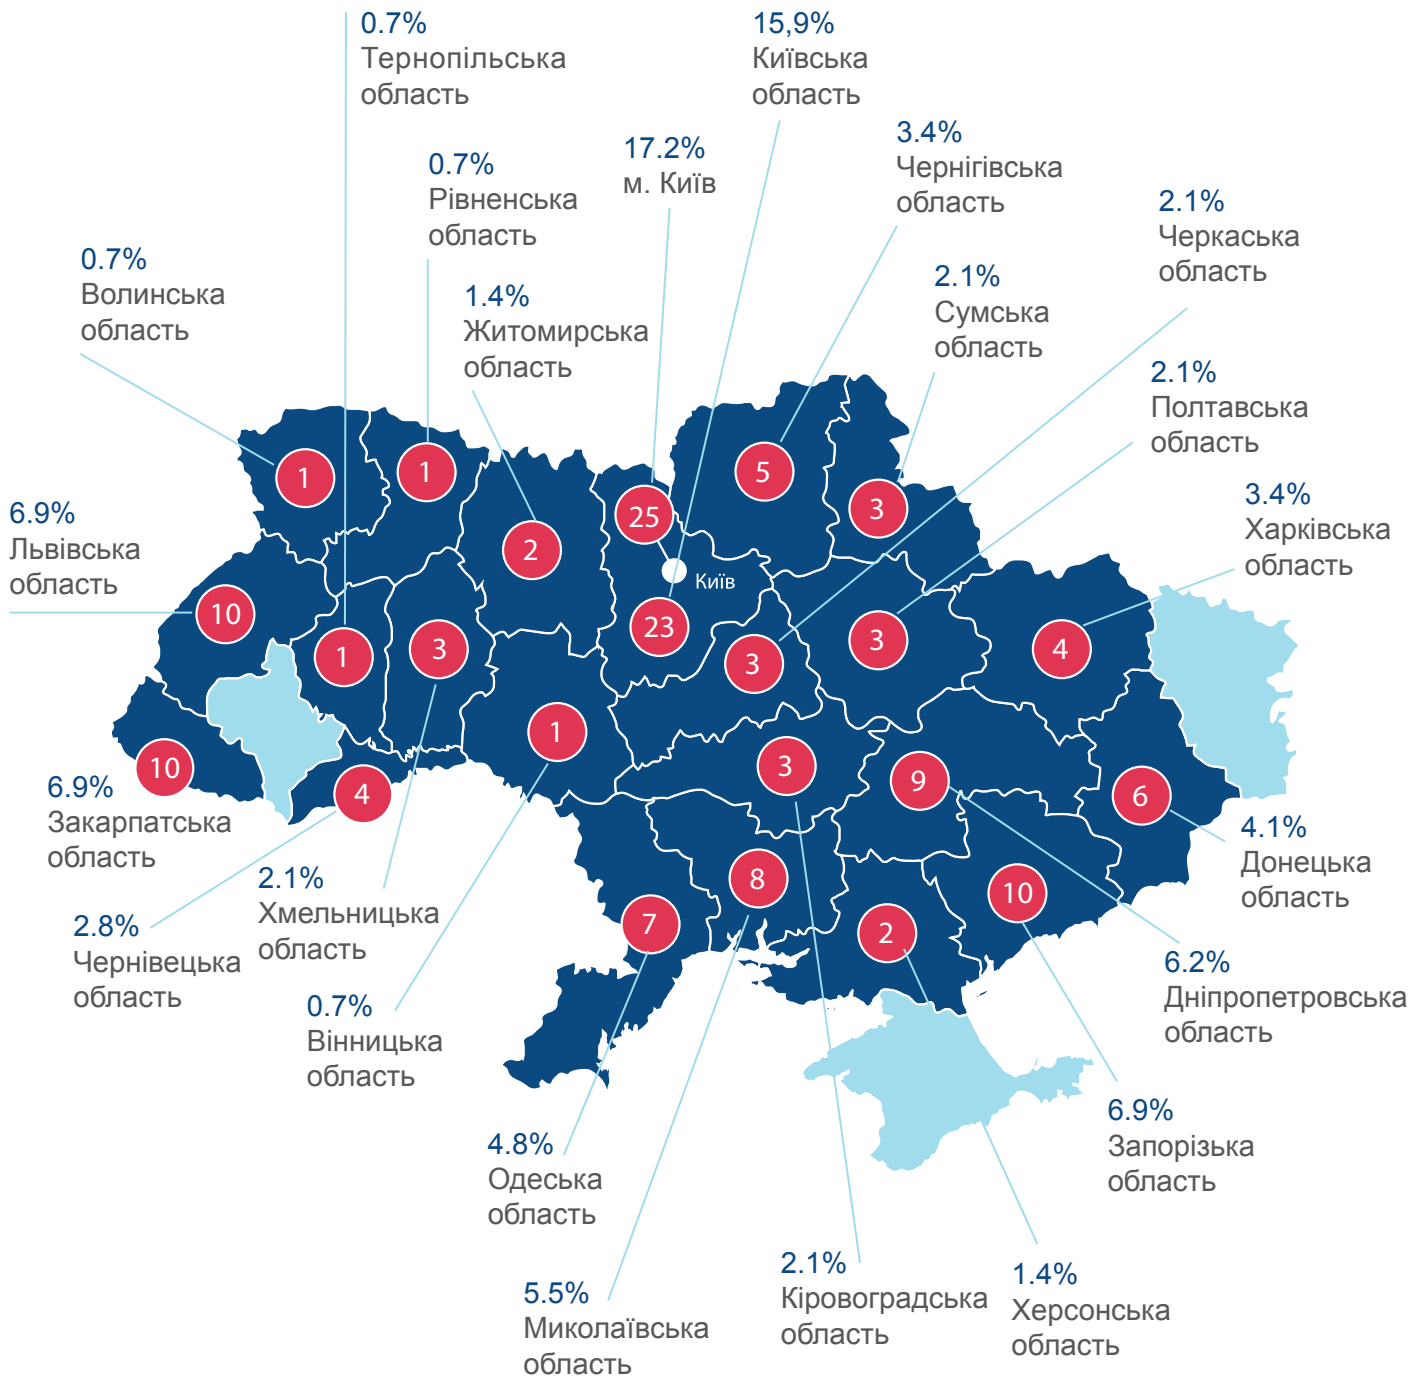 0.7%
Тернопільська
область
15,9%
Київська
область
3.4%
Чернігівська
область
17.2%
м. Київ
0.7%
Рівненська
область
2.1%
Черкаська
область
0.7%
Волинська
область
1.4%
Житомирська
область
2.1%
Сумська
область
2.1%
Полтавська
область
3.4%
Харківська
область
6.9%
Львівська
область
1
1
5
3
25
2
Київ
10
23
3
1
3
3
4
1
10
4
3
9
6
8
10
7
2
6.9%
Закарпатська
область
4.1%
Донецька
область
2.1%
Хмельницька
область
2.8%
Чернівецька
область
6.2%
Дніпропетровська
область
0.7%
Вінницька
область
6.9%
Запорізька
область
4.8%
Одеська
область
2.1%
Кіровоградська
область
1.4%
Херсонська
область
5.5%
Миколаївська
область